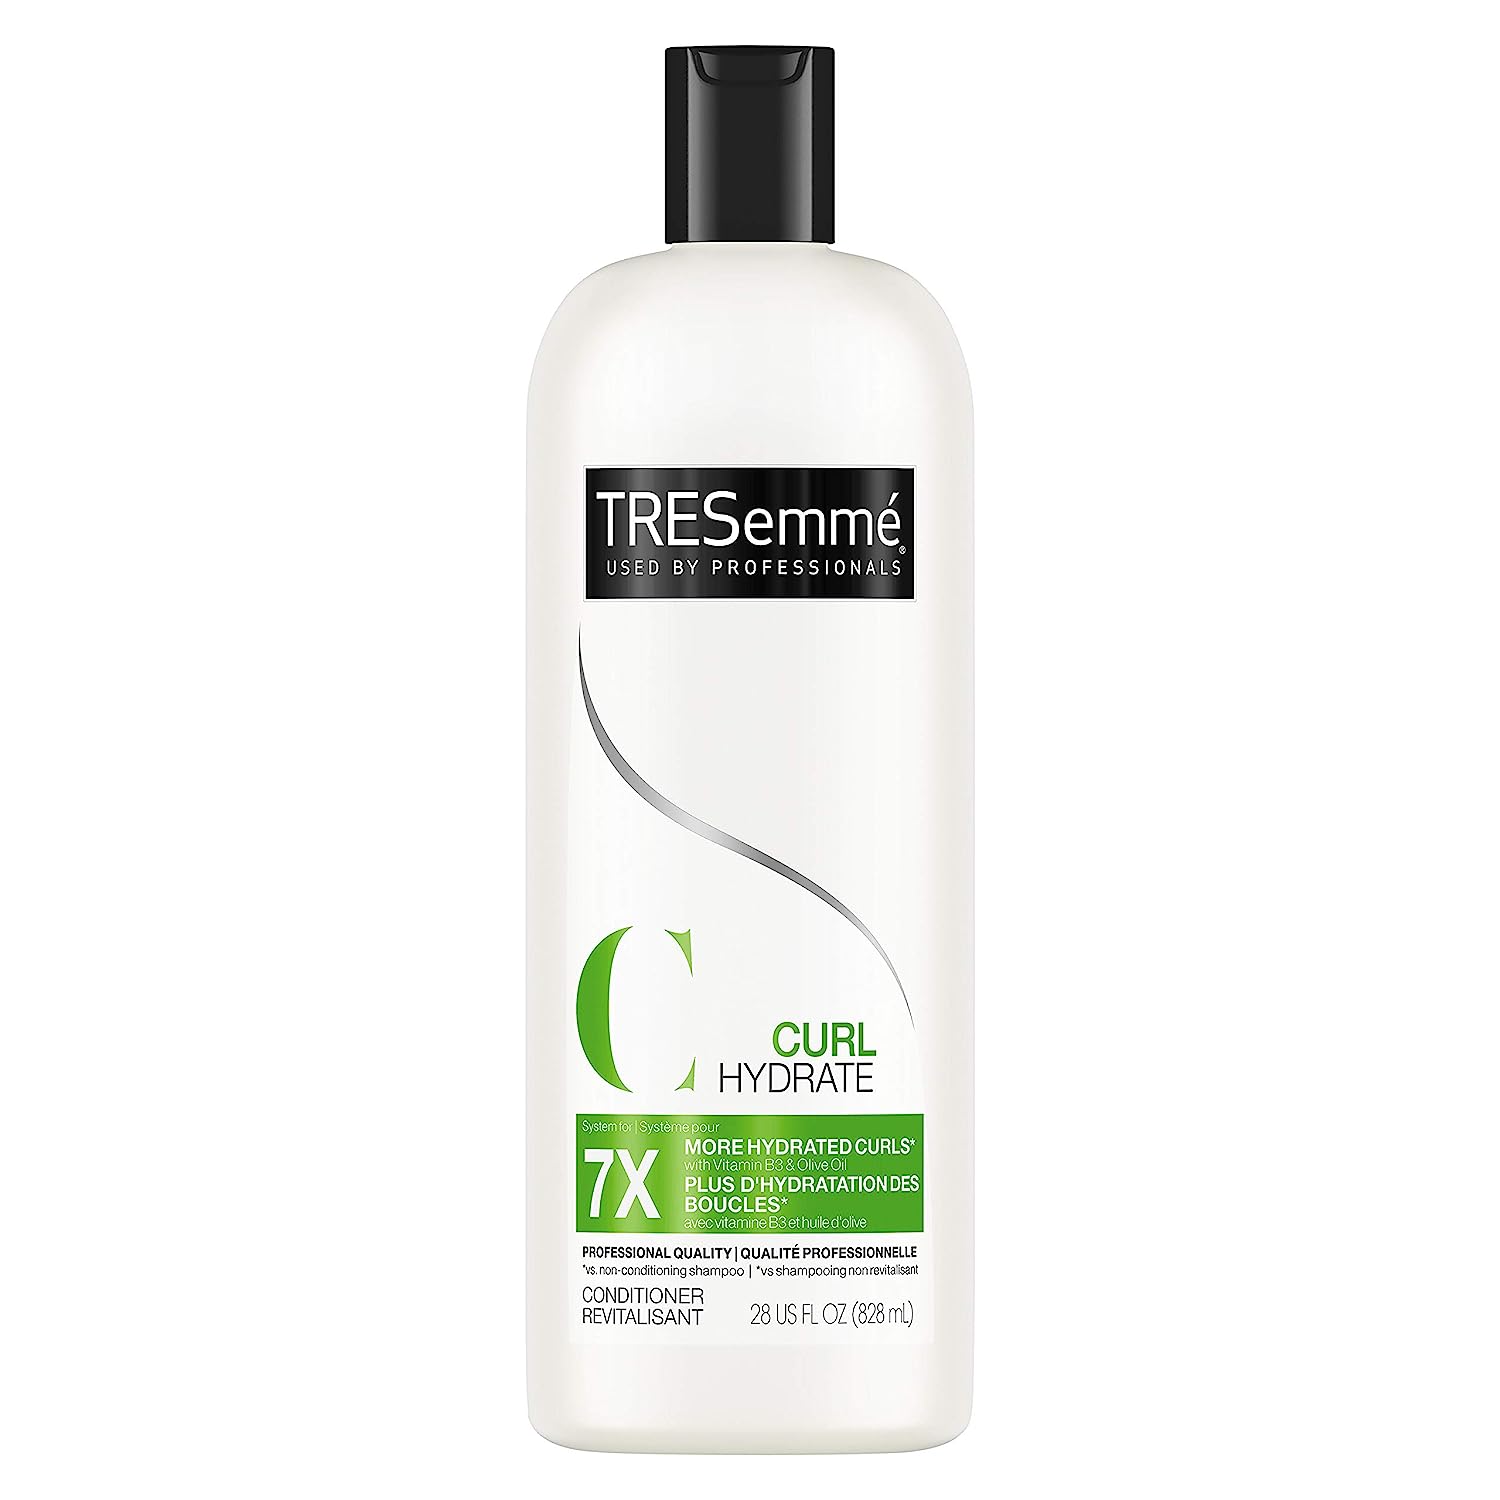 TRESemmé®
USED BY PROFESSIONALS
C
CURL
HYDRATE
System for | Système pour
7X
MORE HYDRATED CURLS*
with Vitamin B3 & Olive Oil
PLUS D'HYDRATATION DES
BOUCLES*
avec vitamine B3 et huile d'olive
PROFESSIONAL QUALITY | QUALITÉ PROFESSIONNELLE
*vs. non-conditioning shampoo | *vs shampooing non revitalisant
CONDITIONER
REVITALISANT
28 US FL OZ (828 mL)